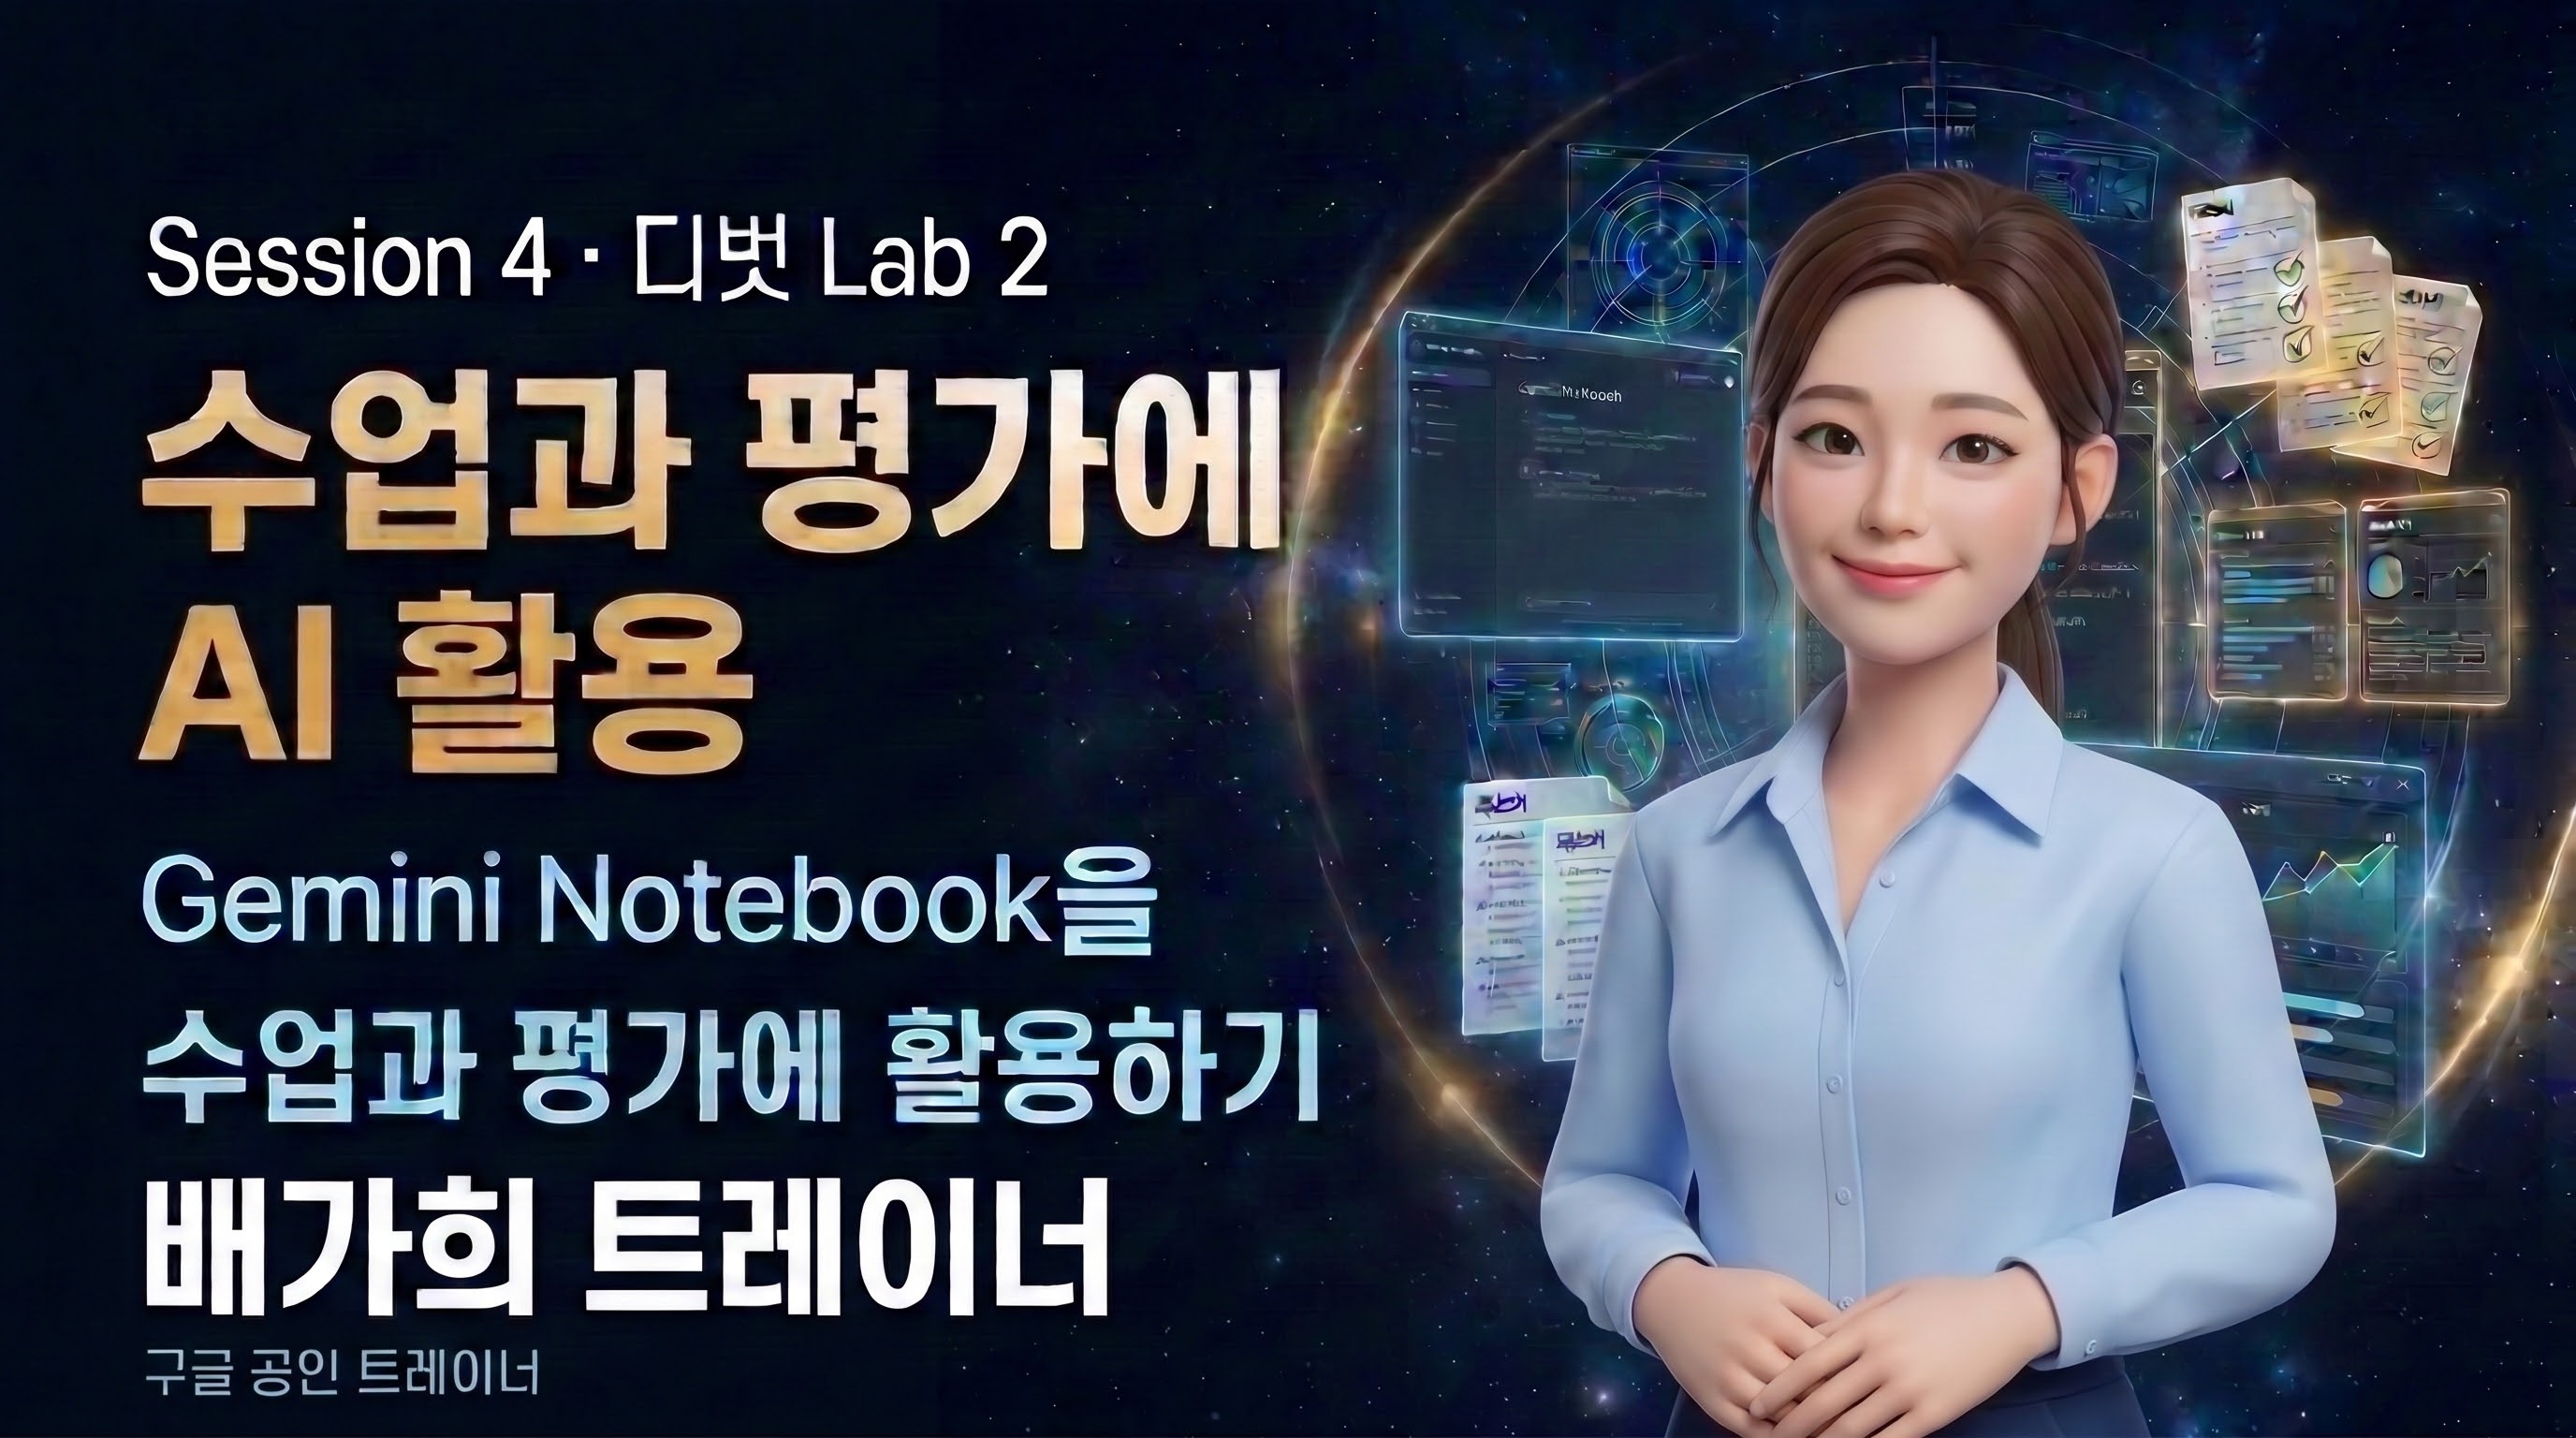 Session 4 · 디벗 Lab 2
수업과 평가에
AI 활용
Gemini Notebook을
수업과 평가에 활용하기
배가희 트레이너
구글 공인 트레이너